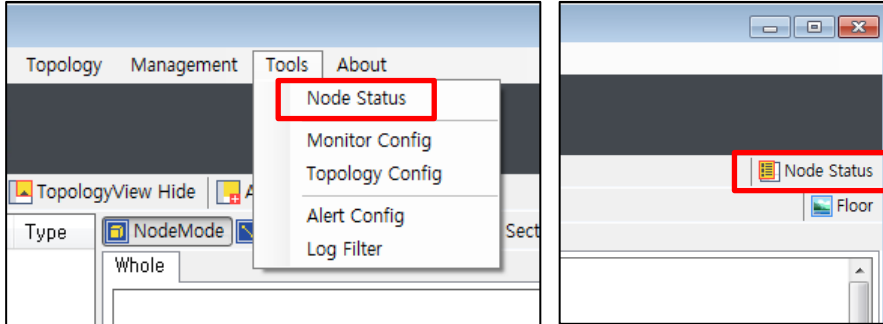 Topology Management Tools About
Node Status
Monitor Config
Topology Config
Alert Config
Log Filter
TopologyView Hide A
Type NodeMode Sect
Whole
Node Status
Floor